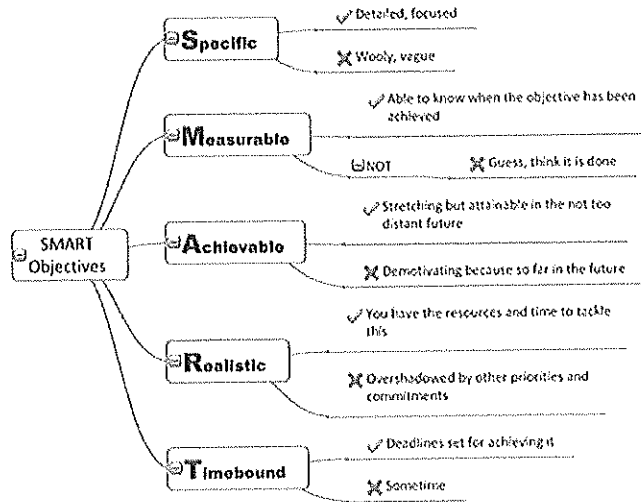 Detailed, focused
Specific
Wooly, vague
Able to know when the objective has been
achieved
Measurable
NOT
Guess, think it is done
Stretching but attainable in the not too
distant future
SMART
Objectives
Achievable
Demotivating because so far in the future
You have the resources and time to tackle
this
Realistic
Overshadowed by other priorities and
commitments
Deadlines set for achieving it
Timebound
Sometime